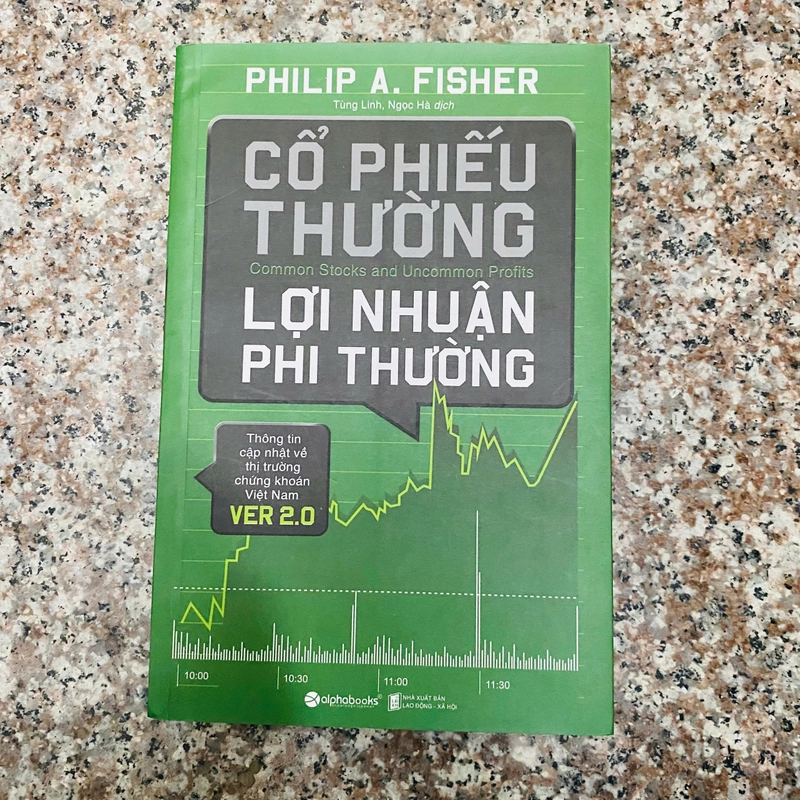 PHILIP A. FISHER
Tùng Linh, Ngọc Hà dịch
CỔ PHIẾU
THƯỜNG
Common Stocks and Uncommon Profits
LỢI NHUẬN
PHI THƯỜNG
Thông tin
cập nhật về
thị trường
chứng khoán
Việt Nam
VER 2.0
10:00
10:30
11:00
11:30
alphabooks®
NHÀ XUẤT BẢN
LAO ĐỘNG - XÃ HỘI